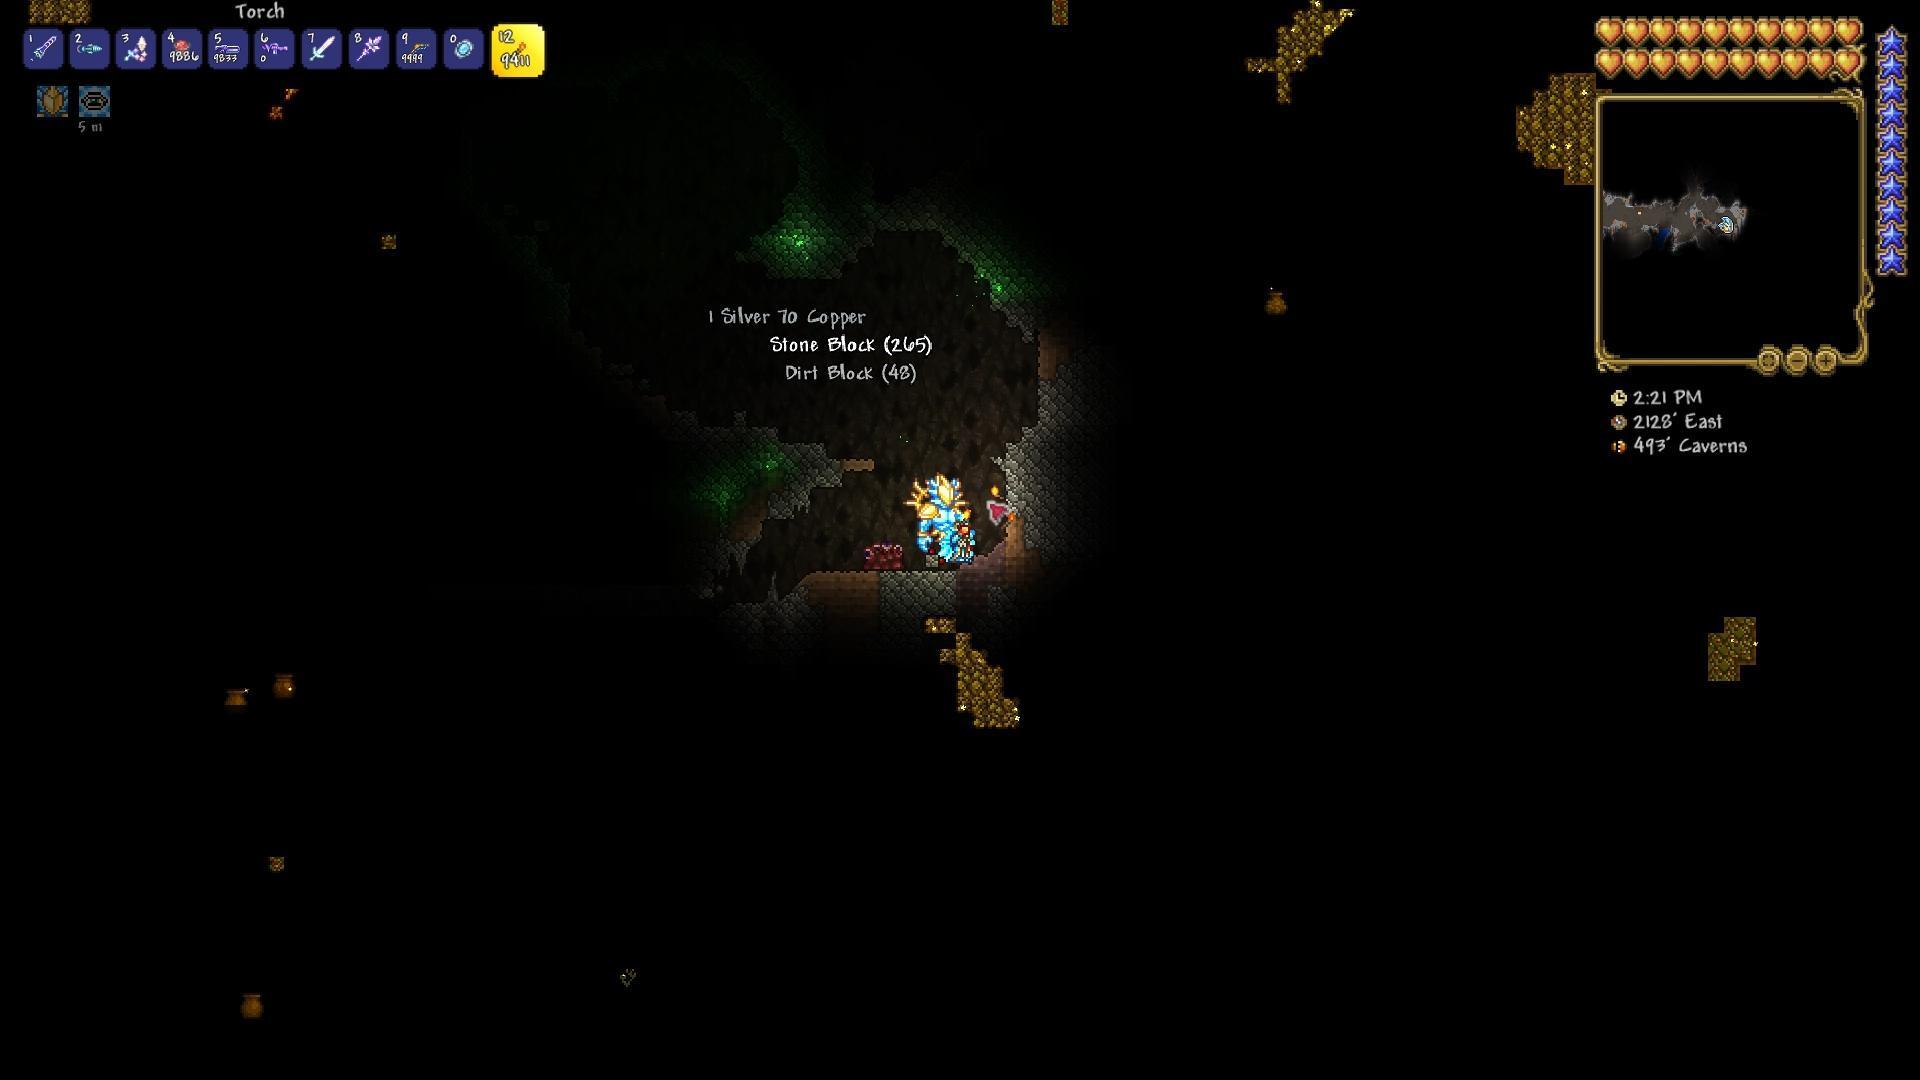 Torch
1 2 3 4 5 6 7 8 9 0 12
9886 9833 0 9999 9411
5 m
1 Silver 70 Copper
Stone Block (265)
Dirt Block (48)
2:21 PM
2128' East
493' Caverns